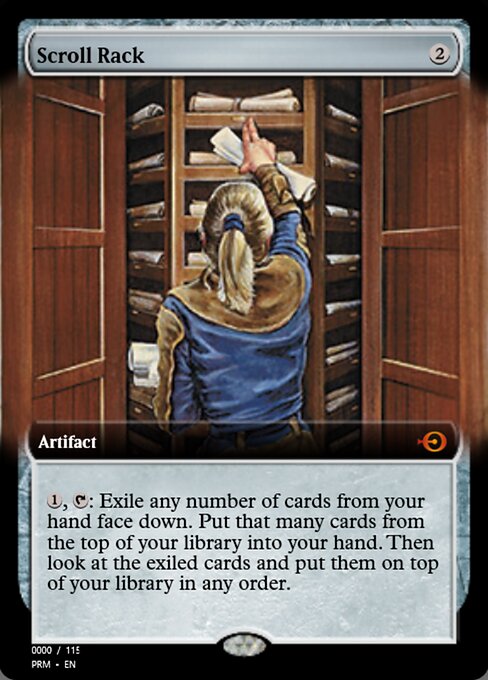 Scroll Rack 2
Artifact
1, T: Exile any number of cards from your
hand face down. Put that many cards from
the top of your library into your hand. Then
look at the exiled cards and put them on top
of your library in any order.
0000 / 115
PRM • EN